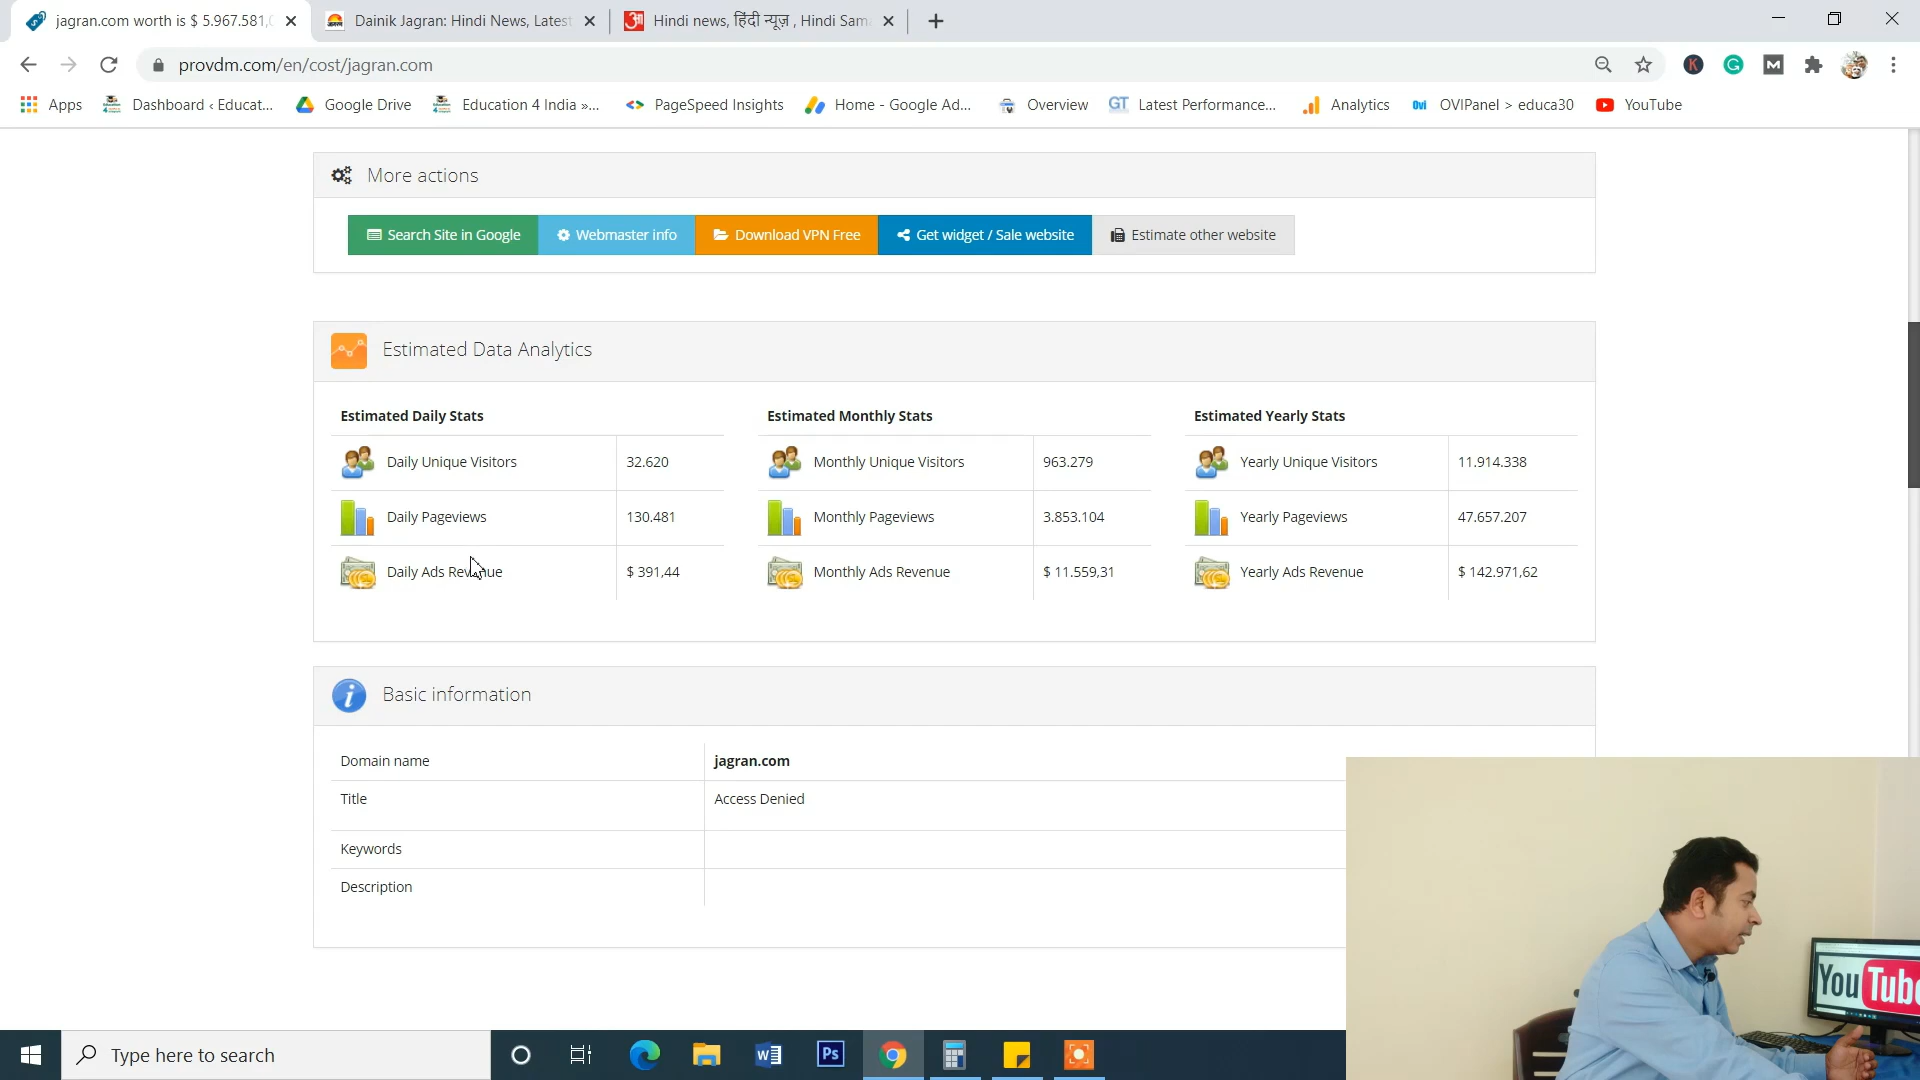 jagran.com worth is $ 5.967.581,
Dainik Jagran: Hindi News, Latest
Hindi news, हिंदी न्यूज़ , Hindi Sam
provdm.com/en/cost/jagran.com
Apps
Dashboard ‹ Educat...
Google Drive
Education 4 India »...
PageSpeed Insights
Home - Google Ad...
Overview
GT
Latest Performance...
Analytics
Ovi
OVIPanel > educa30
YouTube
More actions
Search Site in Google
Webmaster info
Download VPN Free
Get widget / Sale website
Estimate other website
Estimated Data Analytics
Estimated Daily Stats
Daily Unique Visitors 32.620
Daily Pageviews 130.481
Daily Ads Revenue $ 391,44
Estimated Monthly Stats
Monthly Unique Visitors 963.279
Monthly Pageviews 3.853.104
Monthly Ads Revenue $ 11.559,31
Estimated Yearly Stats
Yearly Unique Visitors 11.914.338
Yearly Pageviews 47.657.207
Yearly Ads Revenue $ 142.971,62
Basic information
Domain name jagran.com
Title Access Denied
Keywords
Description
YouTube
Type here to search
Ps